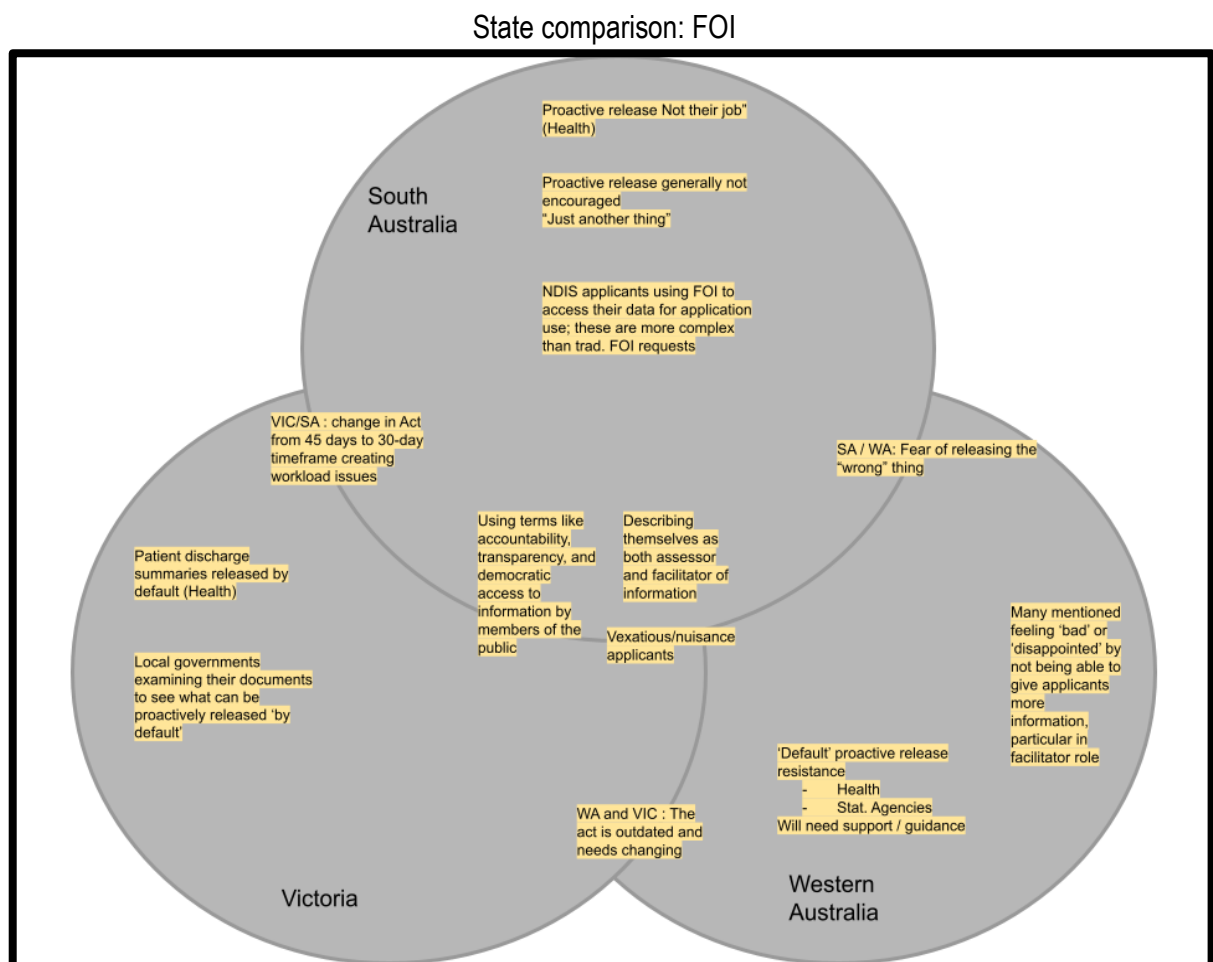 State comparison: FOI
Proactive release Not their job"
(Health)
South
Australia
Proactive release generally not
encouraged
“Just another thing”
NDIS applicants using FOI to
access their data for application
use; these are more complex
than trad. FOI requests
VIC/SA : change in Act
from 45 days to 30-day
timeframe creating
workload issues
SA / WA: Fear of releasing the
“wrong” thing
Using terms like
accountability,
transparency, and
democratic
access to
information by
members of the
public
Describing
themselves as
both assessor
and facilitator of
information
Vexatious/nuisance
applicants
Patient discharge
summaries released by
default (Health)
Local governments
examining their documents
to see what can be
proactively released ‘by
default’
Many mentioned
feeling ‘bad’ or
‘disappointed’ by
not being able to
give applicants
more
information,
particular in
facilitator role
‘Default’ proactive release
resistance
- Health
- Stat. Agencies
Will need support / guidance
WA and VIC : The
act is outdated and
needs changing
Victoria
Western
Australia